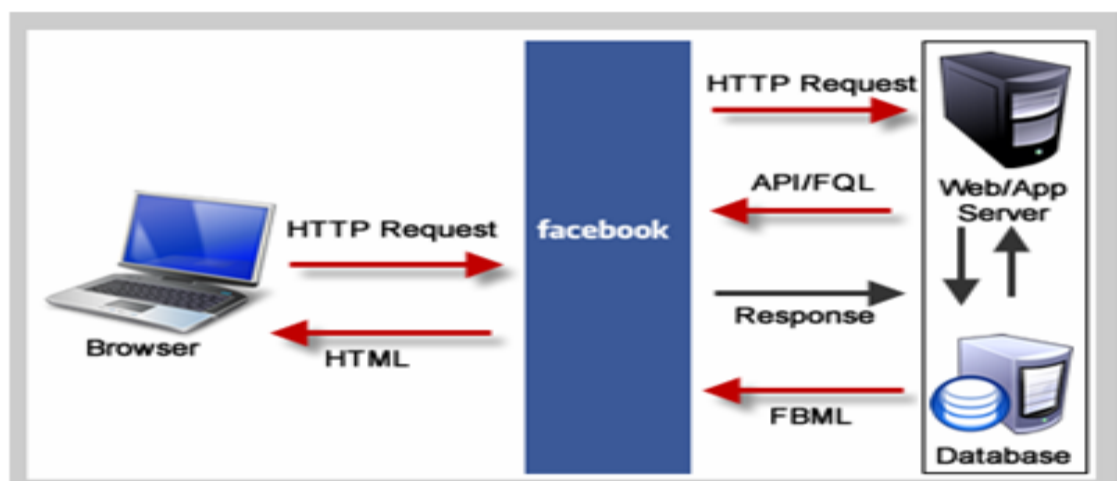 HTTP Request
API/FQL
Web/App
Server
HTTP Request
facebook
Response
Browser
HTML
FBML
Database